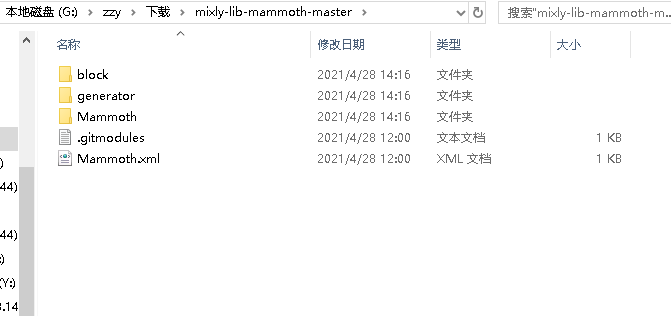 本地磁盘 (G:) > zzy > 下载 > mixly-lib-mammoth-master >
搜索"mixly-lib-mammoth-m...
名称 修改日期 类型 大小
block 2021/4/28 14:16 文件夹
generator 2021/4/28 14:16 文件夹
Mammoth 2021/4/28 14:16 文件夹
.gitmodules 2021/4/28 12:00 文本文档 1 KB
Mammoth.xml 2021/4/28 12:00 XML 文档 1 KB
)
44)
44)
:)
(Y:)
3.14